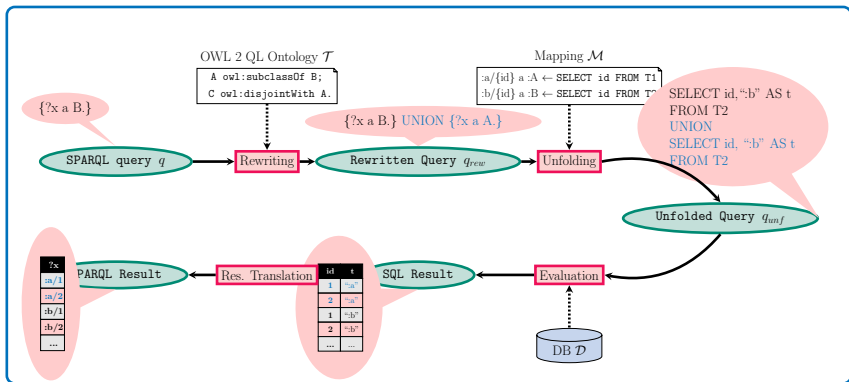 OWL 2 QL Ontology 𝒯
Mapping ℳ
A owl:subclassOf B;
C owl:disjointWith A.
:a/{id} a :A ← SELECT id FROM T1
:b/{id} a :B ← SELECT id FROM
{?x a B.}
{?x a B.} UNION {?x a A.}
SELECT id,“:b” AS t
FROM T2
UNION
SELECT id, “:b” AS t
FROM T2
SPARQL query q
Rewriting
Rewritten Query q_rew
Unfolding
Unfolded Query q_unf
?x
:a/1
:a/2
:b/1
:b/2
...
PARQL Result
Res. Translation
id t
1 “:a”
2 “:a”
1 “:b”
2 “:b”
... ...
SQL Result
Evaluation
DB 𝒟